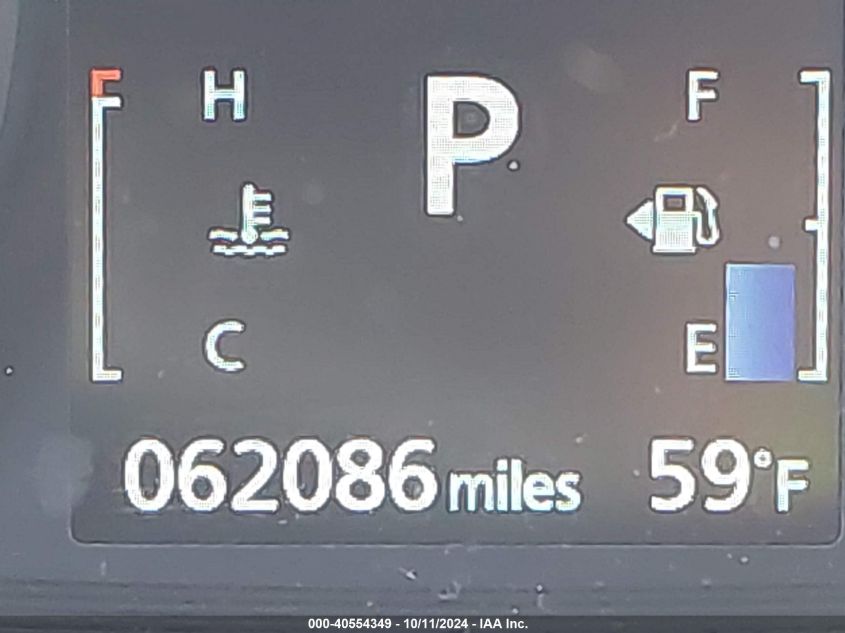 H P F
C E
062086 miles 59°F
000-40554349 - 10/11/2024 - IAA Inc.